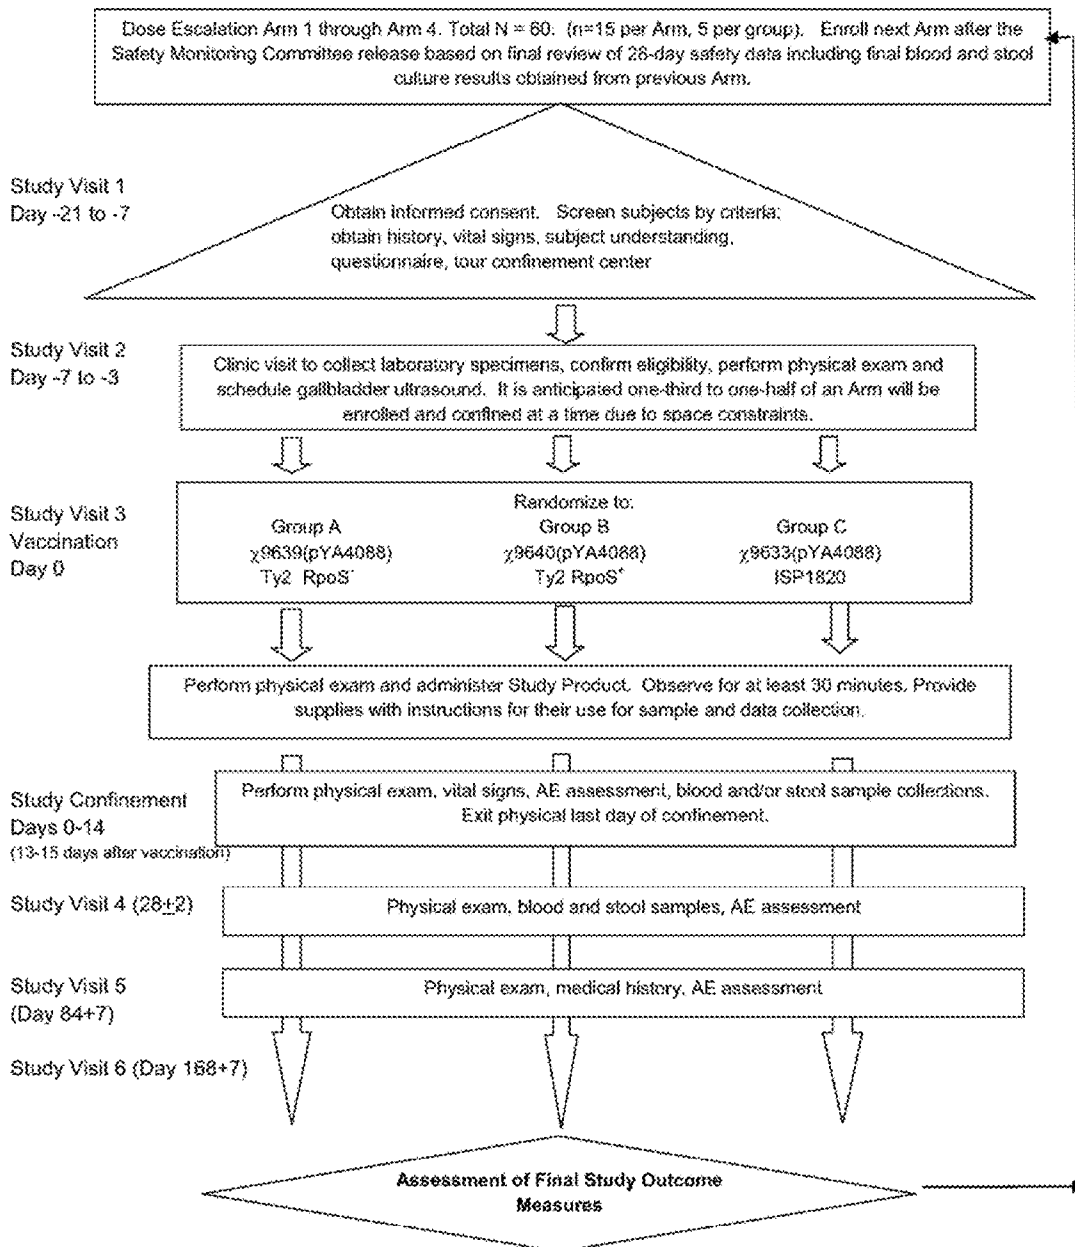 Dose Escalation Arm 1 through Arm 4. Total N = 60. (n=15 per Arm, 5 per group). Enroll next Arm after the
Safety Monitoring Committee release based on final review of 28-day safety data including final blood and stool
culture results obtained from previous Arm.
Study Visit 1
Day -21 to -7
Obtain informed consent. Screen subjects by criteria:
obtain history, vital signs, subject understanding,
questionnaire, tour confinement center
Study Visit 2
Day -7 to -3
Clinic visit to collect laboratory specimens, confirm eligibility, perform physical exam and
schedule gallbladder ultrasound. It is anticipated one-third to one-half of an Arm will be
enrolled and confined at a time due to space constraints.
Study Visit 3
Vaccination
Day 0
Randomize to:
Group A
χ9639(pYA4088)
Ty2 RpoS⁻
Group B
χ9640(pYA4088)
Ty2 RpoS⁺
Group C
χ9633(pYA4088)
ISP1820
Perform physical exam and administer Study Product. Observe for at least 30 minutes. Provide
supplies with instructions for their use for sample and data collection.
Study Confinement
Days 0-14
(13-15 days after vaccination)
Perform physical exam, vital signs, AE assessment, blood and/or stool sample collections.
Exit physical last day of confinement.
Study Visit 4 (28±2)
Physical exam, blood and stool samples, AE assessment
Study Visit 5
(Day 84+7)
Physical exam, medical history, AE assessment
Study Visit 6 (Day 168+7)
Assessment of Final Study Outcome
Measures